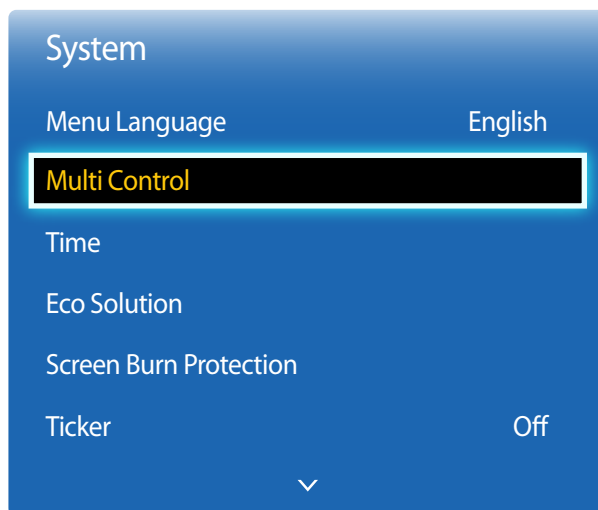 System
Menu Language English
Multi Control
Time
Eco Solution
Screen Burn Protection
Ticker Off